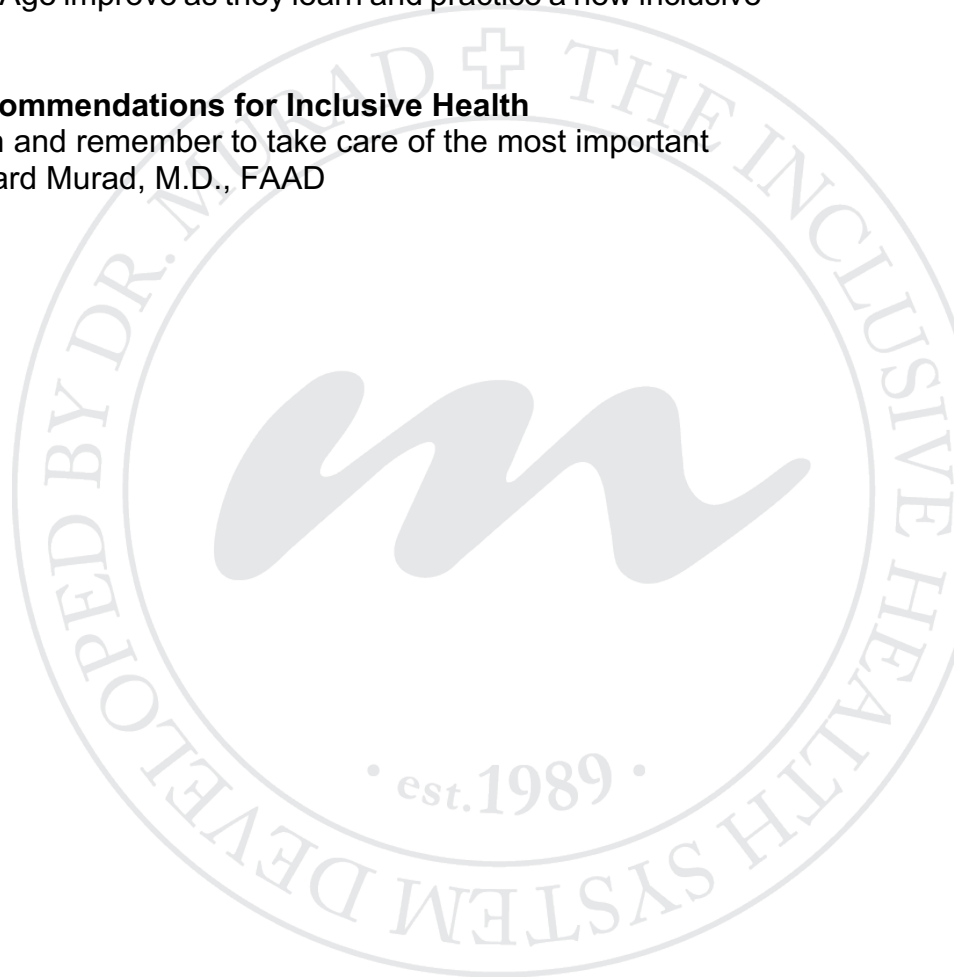 Age improve as they learn and practice a new inclusive
commendations for Inclusive Health
and remember to take care of the most important
ard Murad, M.D., FAAD
THE INCLUSIVE HEALTH SYSTEM DEVELOPED BY DR. MURAD
m
• est.1989 •